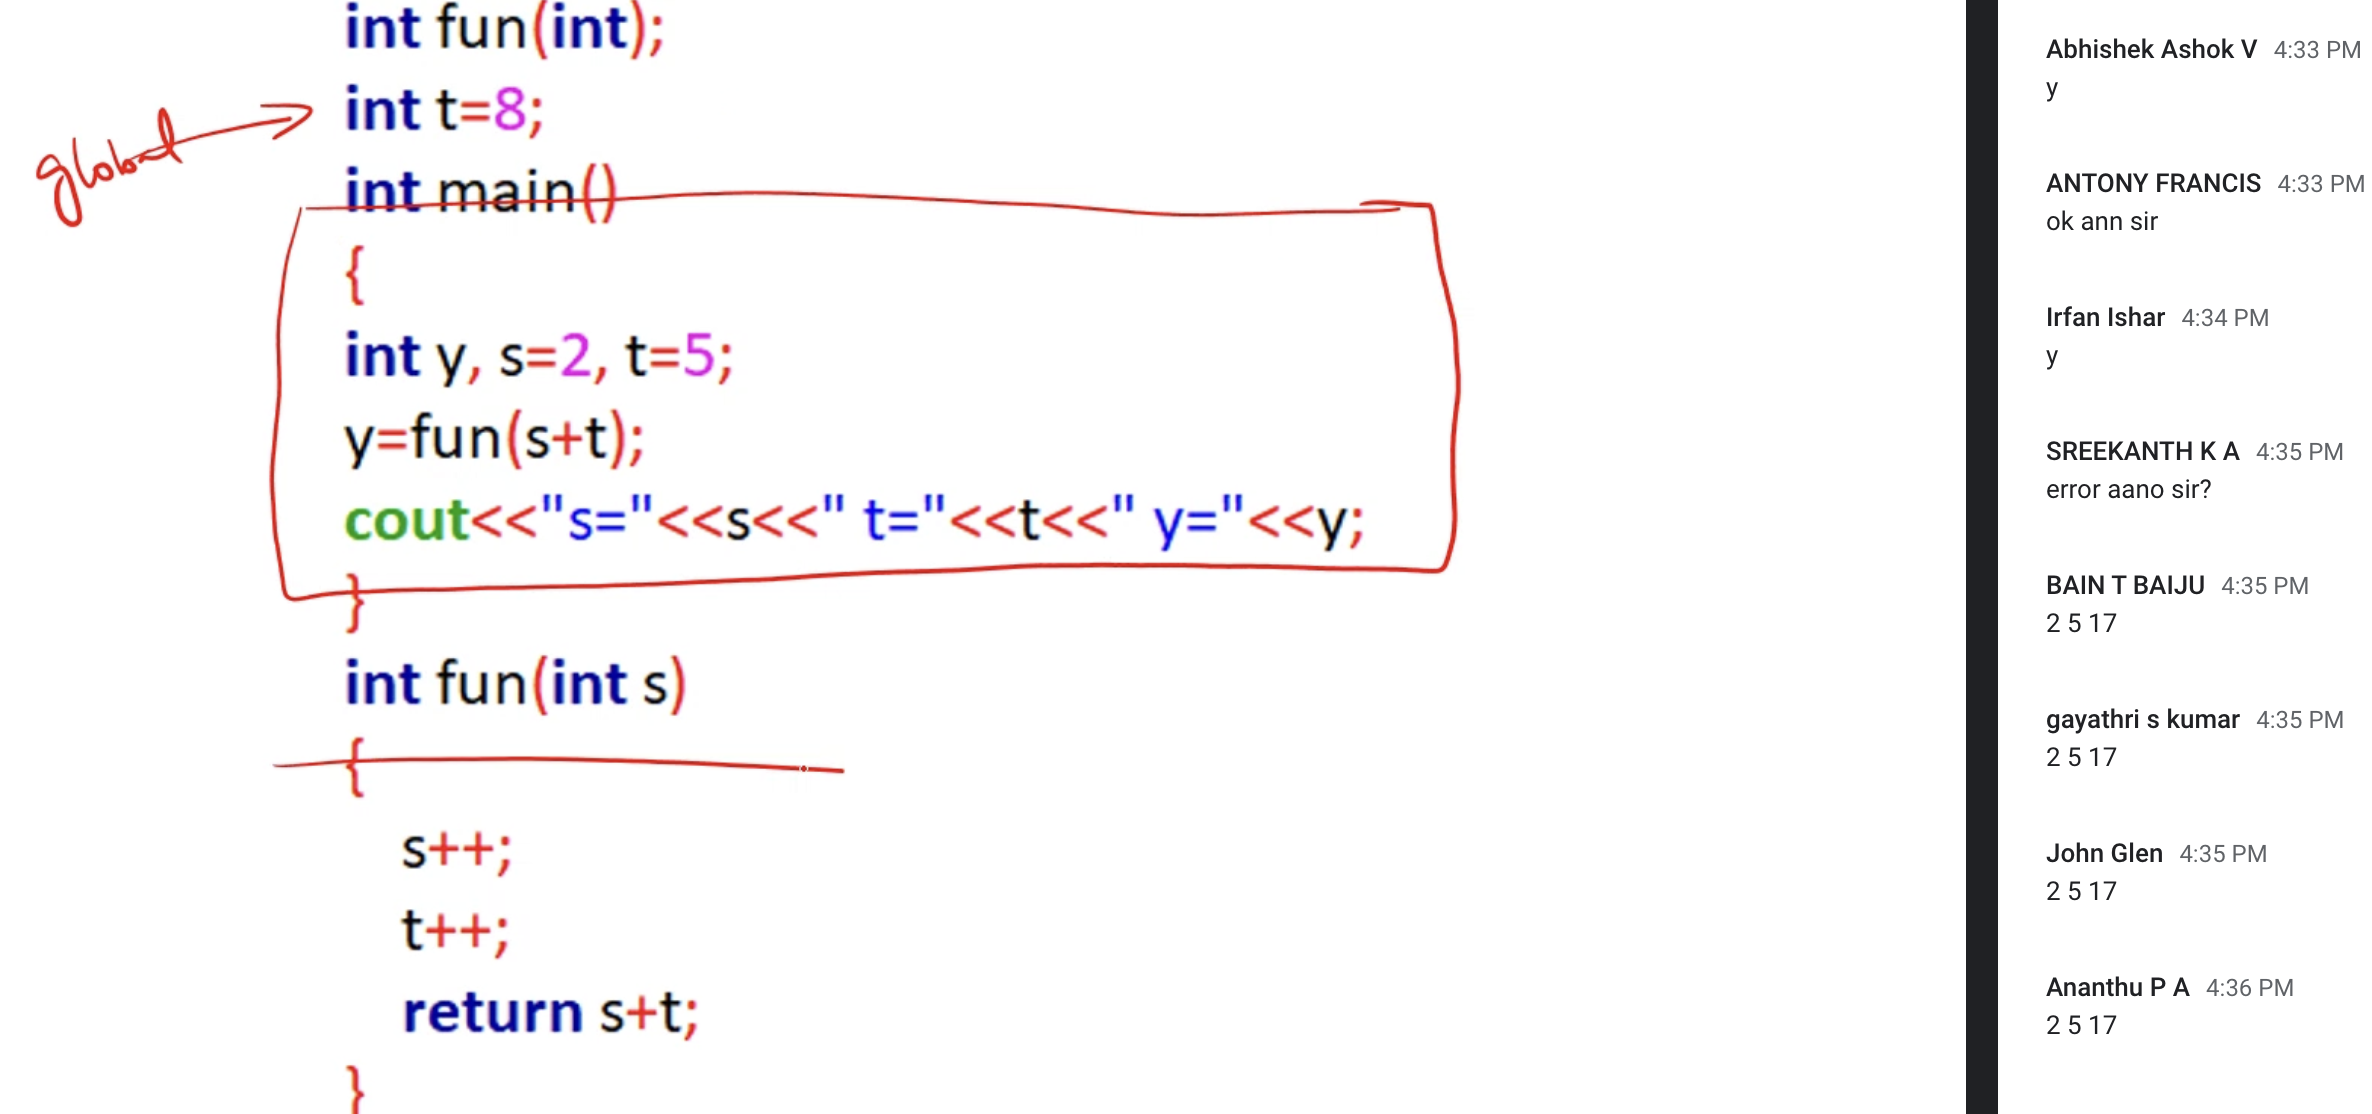 int fun(int);
int t=8;
global
int main()
{
int y, s=2, t=5;
y=fun(s+t);
cout<<"s="<<s<<" t="<<t<<" y="<<y;
}
int fun(int s)
{
s++;
t++;
return s+t;
}
Abhishek Ashok V 4:33 PM
y
ANTONY FRANCIS 4:33 PM
ok ann sir
Irfan Ishar 4:34 PM
y
SREEKANTH K A 4:35 PM
error aano sir?
BAIN T BAIJU 4:35 PM
2 5 17
gayathri s kumar 4:35 PM
2 5 17
John Glen 4:35 PM
2 5 17
Ananthu P A 4:36 PM
2 5 17